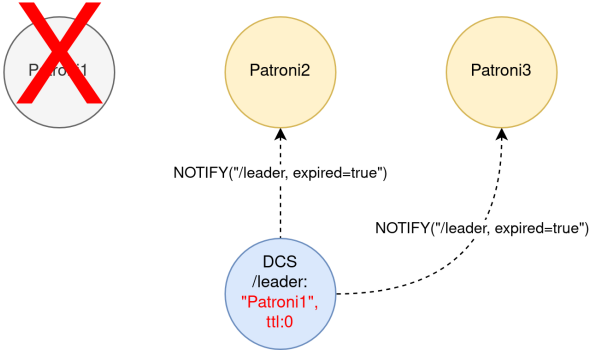 Patroni1
Patroni2
Patroni3
NOTIFY("/leader, expired=true")
NOTIFY("/leader, expired=true")
DCS
/leader:
"Patroni1",
ttl:0